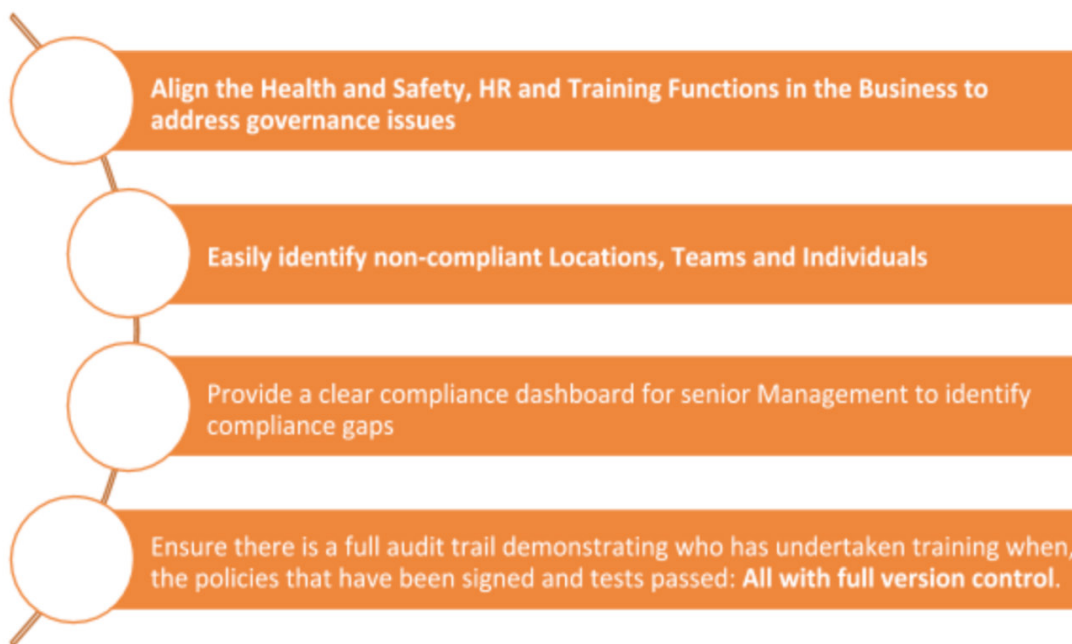 Align the Health and Safety, HR and Training Functions in the Business to
address governance issues
Easily identify non-compliant Locations, Teams and Individuals
Provide a clear compliance dashboard for senior Management to identify
compliance gaps
Ensure there is a full audit trail demonstrating who has undertaken training when,
the policies that have been signed and tests passed: All with full version control.